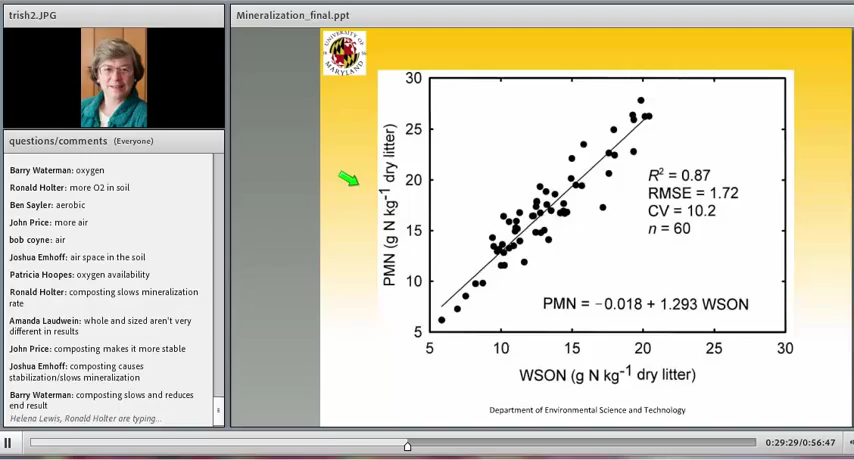 trish2.JPG
Mineralization_final.ppt
UNIVERSITY OF
MARYLAND
questions/comments (Everyone)
Barry Waterman: oxygen
Ronald Holter: more O2 in soil
Ben Sayler: aerobic
John Price: more air
bob coyne: air
Joshua Emhoff: air space in the soil
Patricia Hoopes: oxygen availability
Ronald Holter: composting slows mineralization
rate
Amanda Laudwein: whole and sized aren't very
different in results
John Price: composting makes it more stable
Joshua Emhoff: composting causes
stabilization/slows mineralization
Barry Waterman: composting slows and reduces
end result
Helena Lewis, Ronald Holter are typing...
PMN (g N kg-1 dry litter)
30
25
20
15
10
5
R² = 0.87
RMSE = 1.72
CV = 10.2
n = 60
PMN = −0.018 + 1.293 WSON
5 10 15 20 25 30
WSON (g N kg-1 dry litter)
Department of Environmental Science and Technology
0:29:29/0:56:47